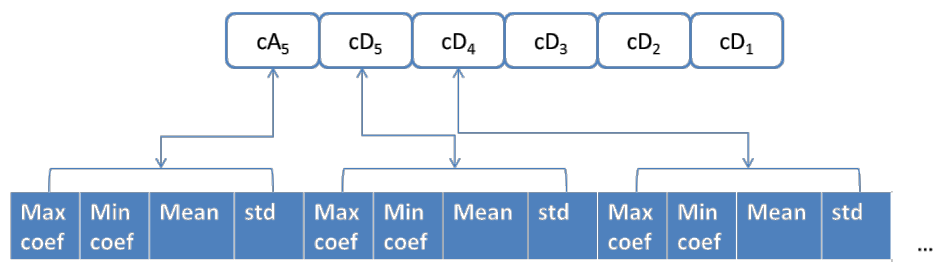 cA₅ cD₅ cD₄ cD₃ cD₂ cD₁
Max Min Mean std Max Min Mean std Max Min Mean std
coef coef coef coef coef coef ...